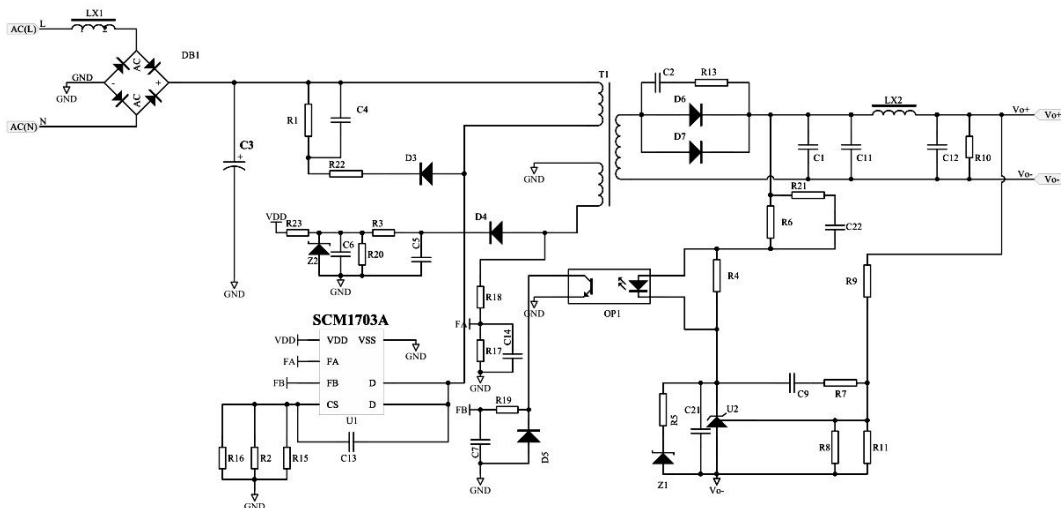 LX1
AC(L) L
DB1
AC
AC
- +
GND
GND
N
AC(N)
T1
C2 R13
D6
D7
LX2
Vo+
Vo+
Vo-
Vo-
R1
C4
C3
+
R22
D3
C1
C11
C12
R10
R21
R6
C22
VDD
R23
R3
D4
Z2
C6
R20
C5
GND
GND
GND
R4
R9
OP1
GND
R18
FA
R17
C14
GND
SCM1703A
VDD VDD VSS
GND
FA FA
FB FB D
CS D
U1
C13
R16
R2
R15
GND
FB
R19
C7
D5
GND
R5
C21
U2
C9
R7
R8
R11
Z1
Vo-